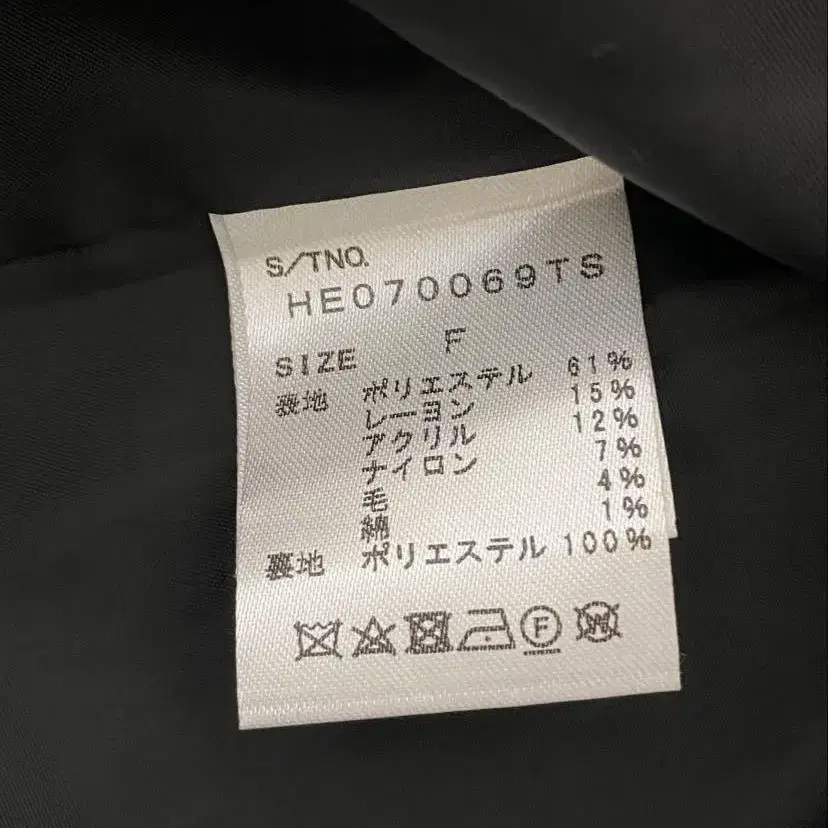 S/TNO.
HE070069TS
SIZE F
表地 ポリエステル 61%
レーヨン 15%
アクリル 12%
ナイロン 7%
毛 4%
綿 1%
裏地 ポリエステル 100%
F
W